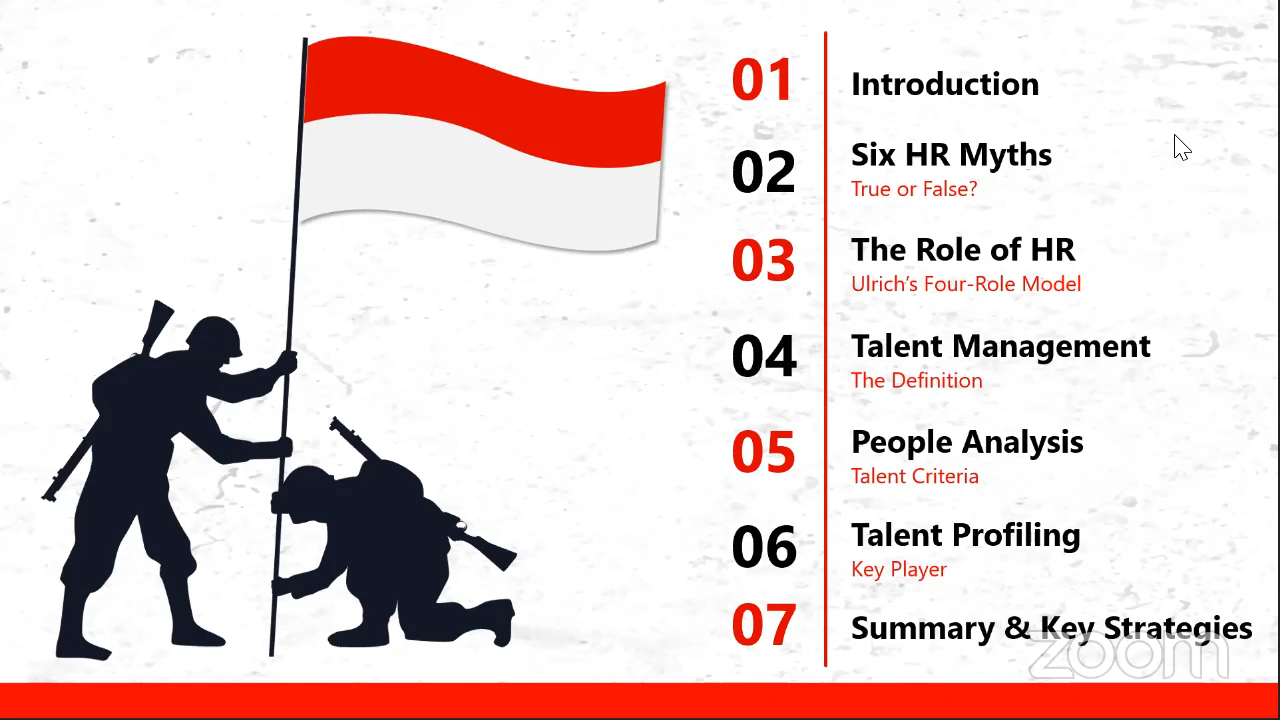 01
Introduction
02
Six HR Myths
True or False?
03
The Role of HR
Ulrich’s Four-Role Model
04
Talent Management
The Definition
05
People Analysis
Talent Criteria
06
Talent Profiling
Key Player
07
Summary & Key Strategies
zoom